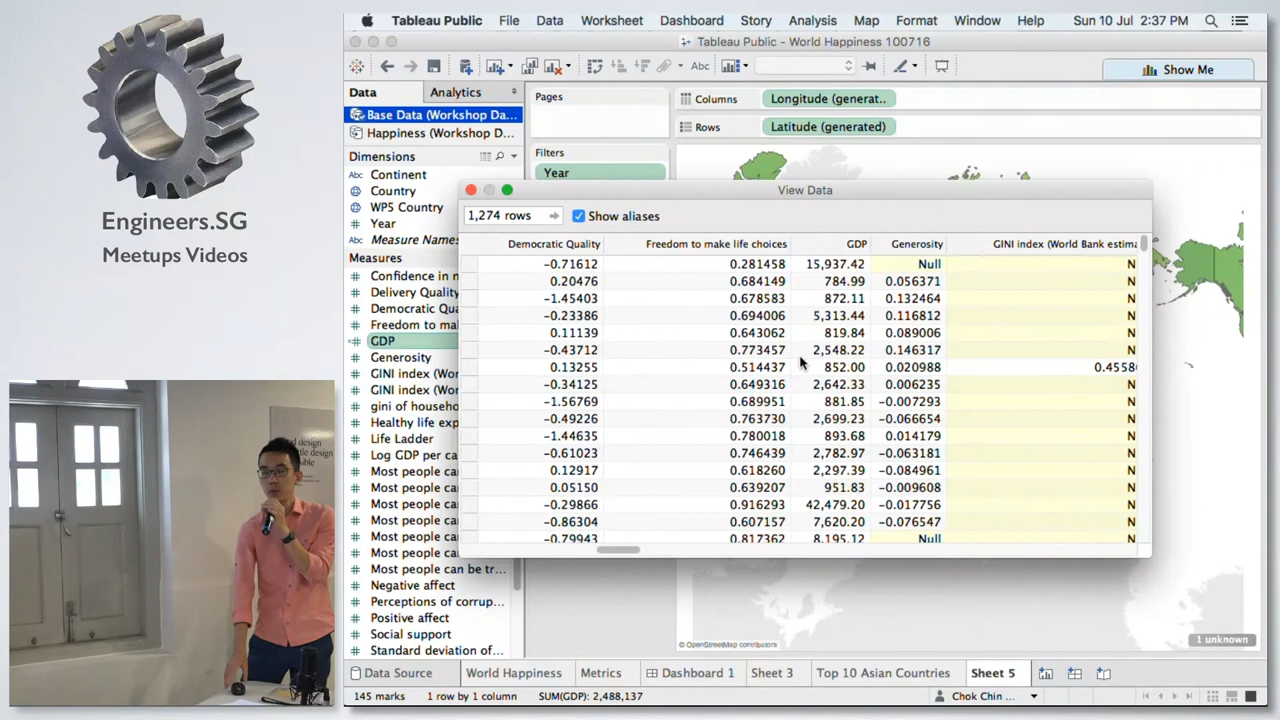 Engineers.SG
Meetups Videos
Tableau Public File Data Worksheet Dashboard Story Analysis Map Format Window Help Sun 10 Jul 2:37 PM
Tableau Public - World Happiness 100716
Abc
Show Me
Data Analytics
Base Data (Workshop Da...
Happiness (Workshop D...
Dimensions
Abc Continent
Country
WP5 Country
# Year
Abc Measure Names
Measures
# Confidence in n
# Delivery Quality
# Democratic Qua
# Freedom to mak
# GDP
# Generosity
# GINI index (Wor
# GINI index (Wor
# gini of househo
# Healthy life exp
# Life Ladder
# Log GDP per ca
# Most people ca
# Most people ca
# Most people ca
# Most people ca
# Most people ca
# Most people ca
# Most people can be tr...
# Negative affect
# Perceptions of corrup...
# Positive affect
# Social support
# Standard deviation of...
Pages
Filters
Year
Columns Longitude (generat..
Rows Latitude (generated)
View Data
1,274 rows Show aliases
Democratic Quality Freedom to make life choices GDP Generosity GINI index (World Bank estima
-0.71612 0.281458 15,937.42 Null N
0.20476 0.684149 784.99 0.056371 N
-1.45403 0.678583 872.11 0.132464 N
-0.23386 0.694006 5,313.44 0.116812 N
0.11139 0.643062 819.84 0.089006 N
-0.43712 0.773457 2,548.22 0.146317 N
0.13255 0.514437 852.00 0.020988 0.4558
-0.34125 0.649316 2,642.33 0.006235 N
-1.56769 0.689951 881.85 -0.007293 N
-0.49226 0.763730 2,699.23 -0.066654 N
-1.44635 0.780018 893.68 0.014179 N
-0.61023 0.746439 2,782.97 -0.063181 N
0.12917 0.618260 2,297.39 -0.084961 N
0.05150 0.639207 951.83 -0.009608 N
-0.29866 0.916293 42,479.20 -0.017756 N
-0.86304 0.607157 7,620.20 -0.076547 N
-0.79943 0.817362 8,195.12 Null N
© OpenStreetMap contributors
1 unknown
Data Source World Happiness Metrics Dashboard 1 Sheet 3 Top 10 Asian Countries Sheet 5
145 marks 1 row by 1 column SUM(GDP): 2,488,137 Chok Chin ...